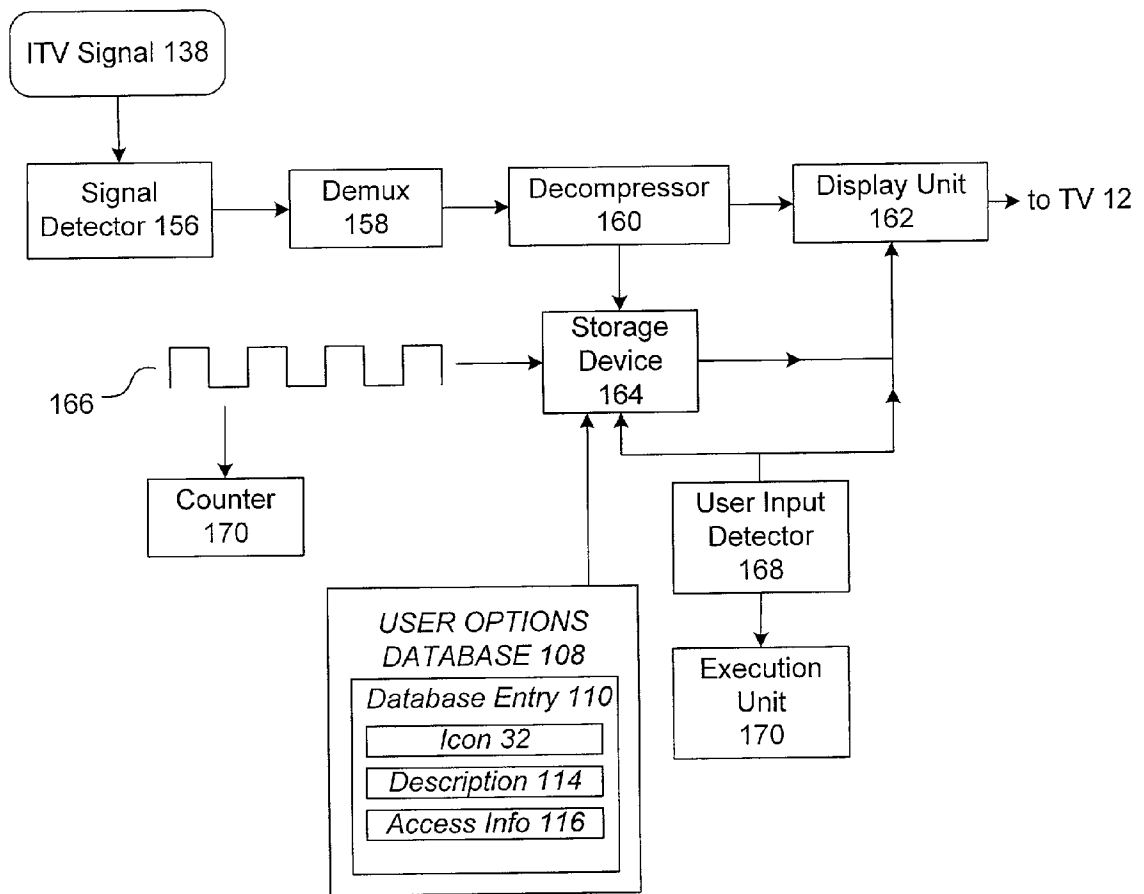 ITV Signal 138
Signal
Detector 156
Demux
158
Decompressor
160
Display Unit
162
to TV 12
Storage
Device
164
166
Counter
170
User Input
Detector
168
USER OPTIONS
DATABASE 108
Database Entry 110
Icon 32
Description 114
Access Info 116
Execution
Unit
170